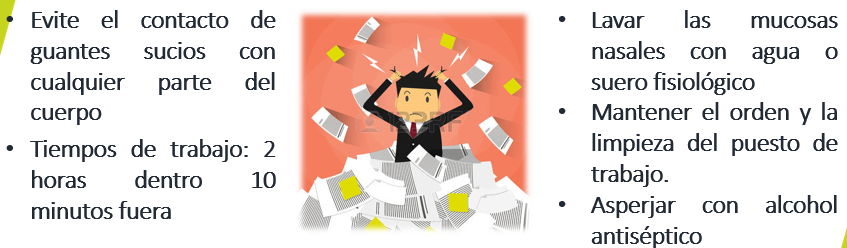 • Evite el contacto de
guantes sucios con
cualquier parte del
cuerpo
• Tiempos de trabajo: 2
horas dentro 10
minutos fuera
• Lavar las mucosas
nasales con agua o
suero fisiológico
• Mantener el orden y la
limpieza del puesto de
trabajo.
• Asperjar con alcohol
antiséptico